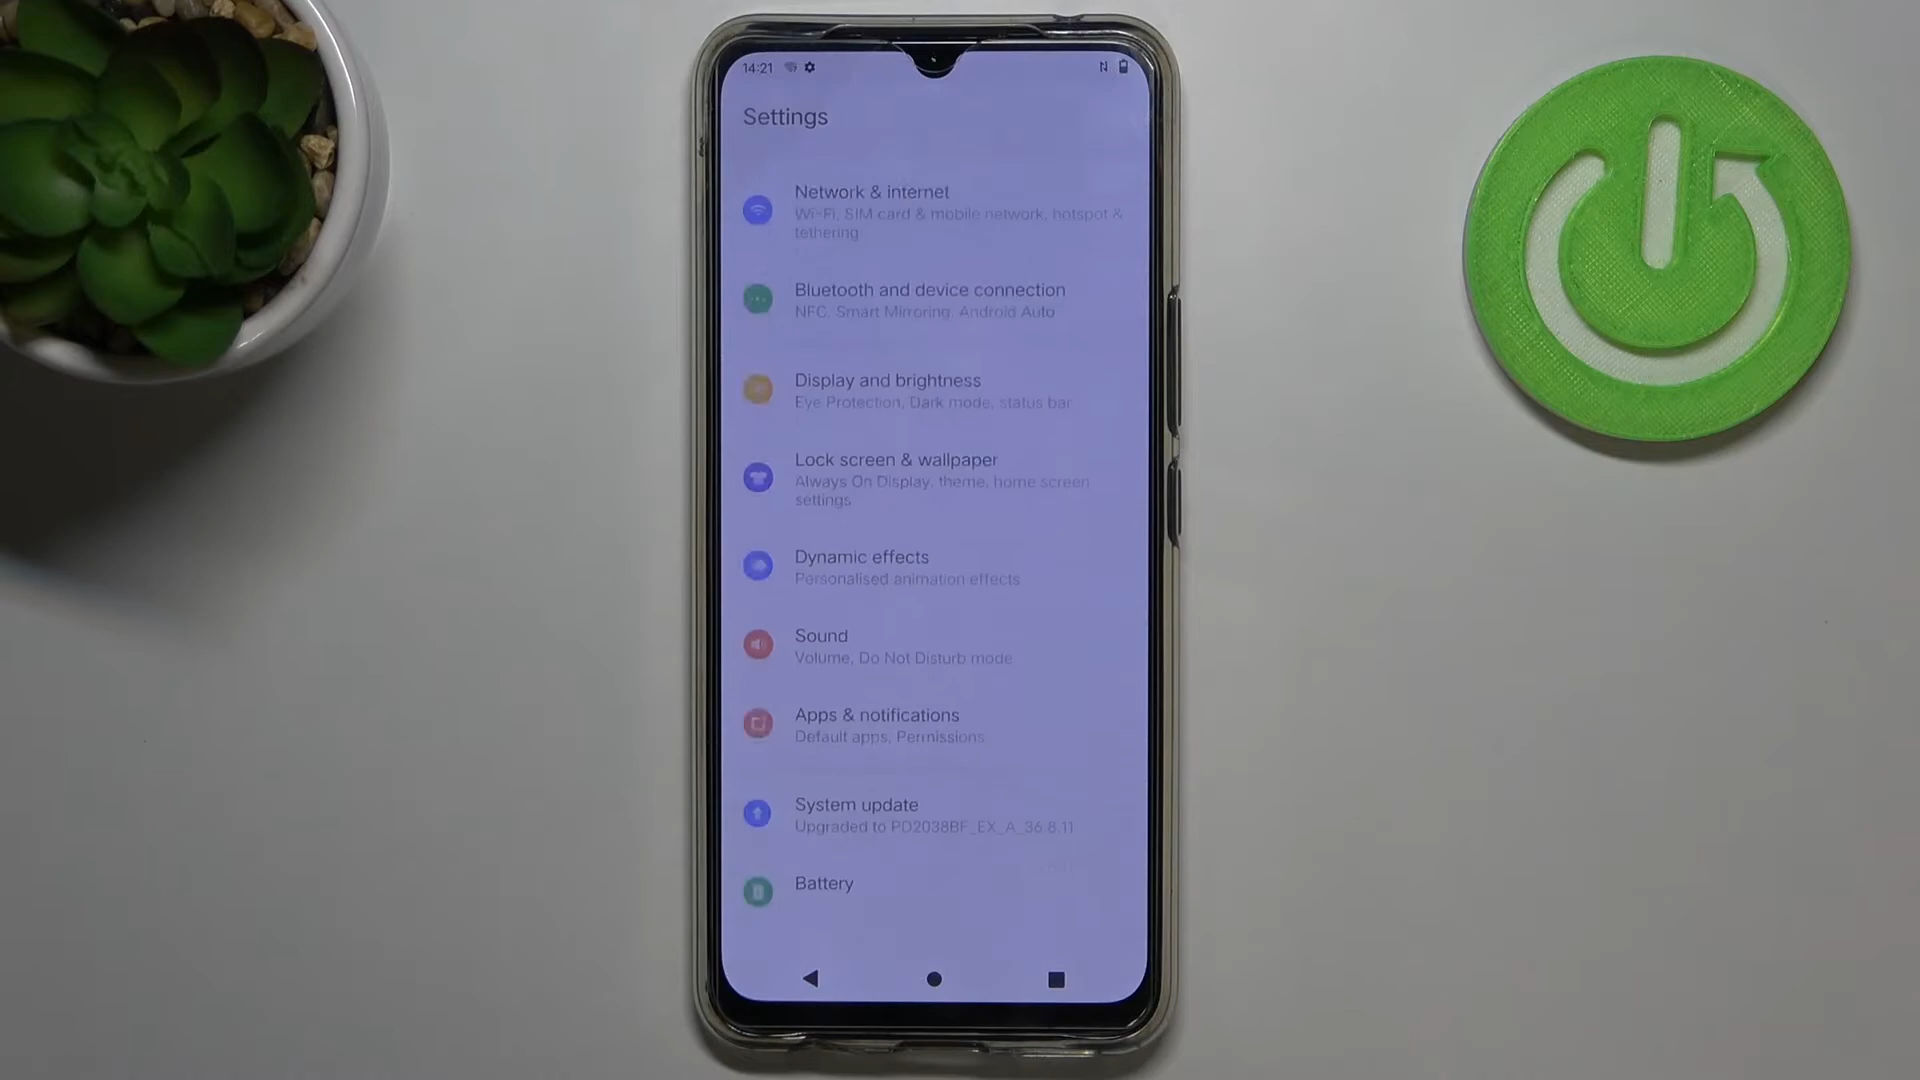 14:21
Settings
Network & internet
Wi-Fi, SIM card & mobile network, hotspot &
tethering
Bluetooth and device connection
NFC, Smart Mirroring, Android Auto
Display and brightness
Eye Protection, Dark mode, status bar
Lock screen & wallpaper
Always On Display, theme, home screen
settings
Dynamic effects
Personalised animation effects
Sound
Volume, Do Not Disturb mode
Apps & notifications
Default apps, Permissions
System update
Upgraded to PD2038BF_EX_A_36.8.11
Battery